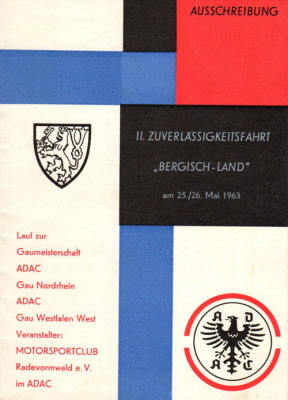 AUSSCHREIBUNG
II. ZUVERLÄSSIGKEITSFAHRT
„BERGISCH-LAND"
am 25./26. Mai 1963
Lauf zur
Gaumeisterschaft
ADAC
Gau Nordrhein
ADAC
Gau Westfalen West
Veranstalter:
MOTORSPORTCLUB
Radevormwald e. V.
im ADAC
A D
A C